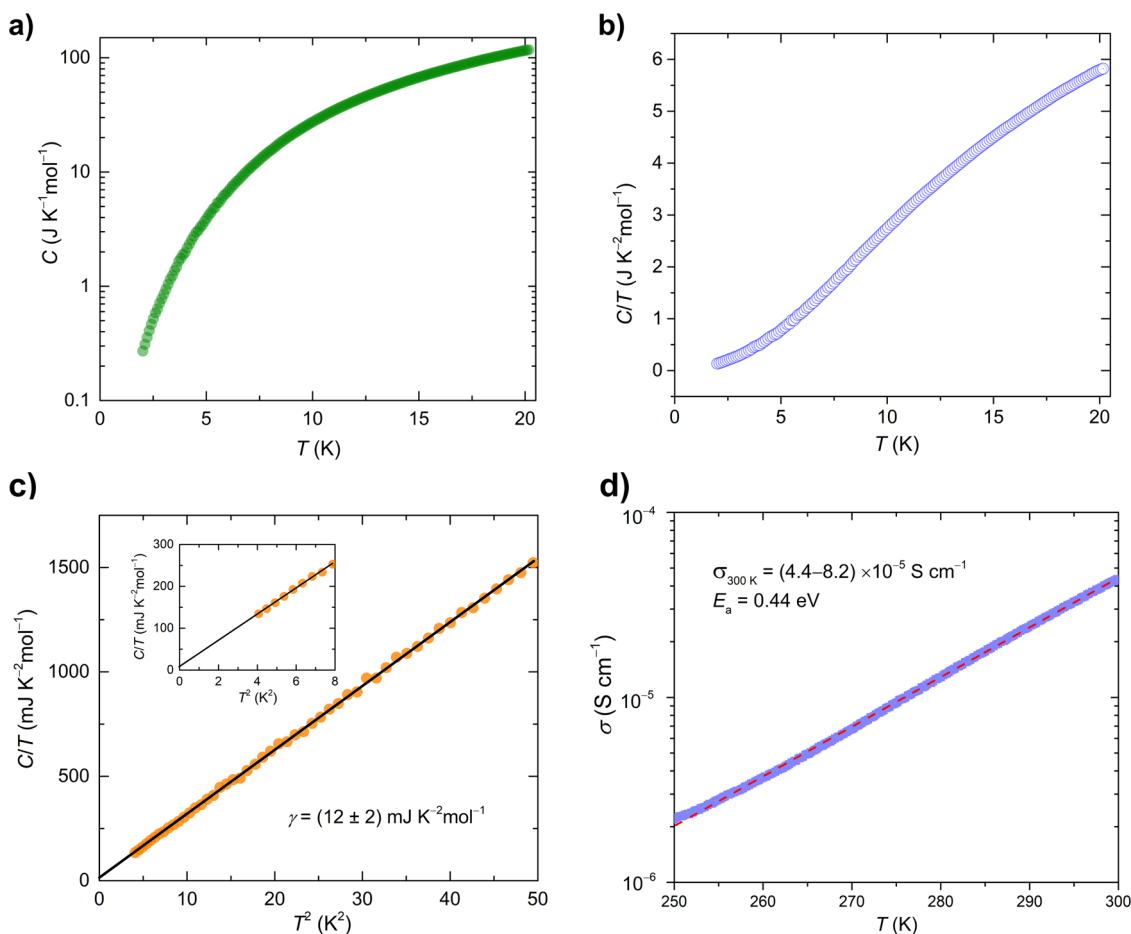 a)
100
10
1
0.1
C (J K⁻¹mol⁻¹)
0 5 10 15 20
T (K)
b)
6
5
4
3
2
1
0
C/T (J K⁻²mol⁻¹)
0 5 10 15 20
T (K)
c)
1500
1000
500
0
C/T (mJ K⁻²mol⁻¹)
300
200
100
0
C/T (mJ K⁻²mol⁻¹)
0 2 4 6 8
T² (K²)
γ = (12 ± 2) mJ K⁻²mol⁻¹
0 10 20 30 40 50
T² (K²)
d)
10⁻⁴
10⁻⁵
10⁻⁶
σ (S cm⁻¹)
σ₃₀₀ K = (4.4–8.2) ×10⁻⁵ S cm⁻¹
Eₐ = 0.44 eV
250 260 270 280 290 300
T (K)